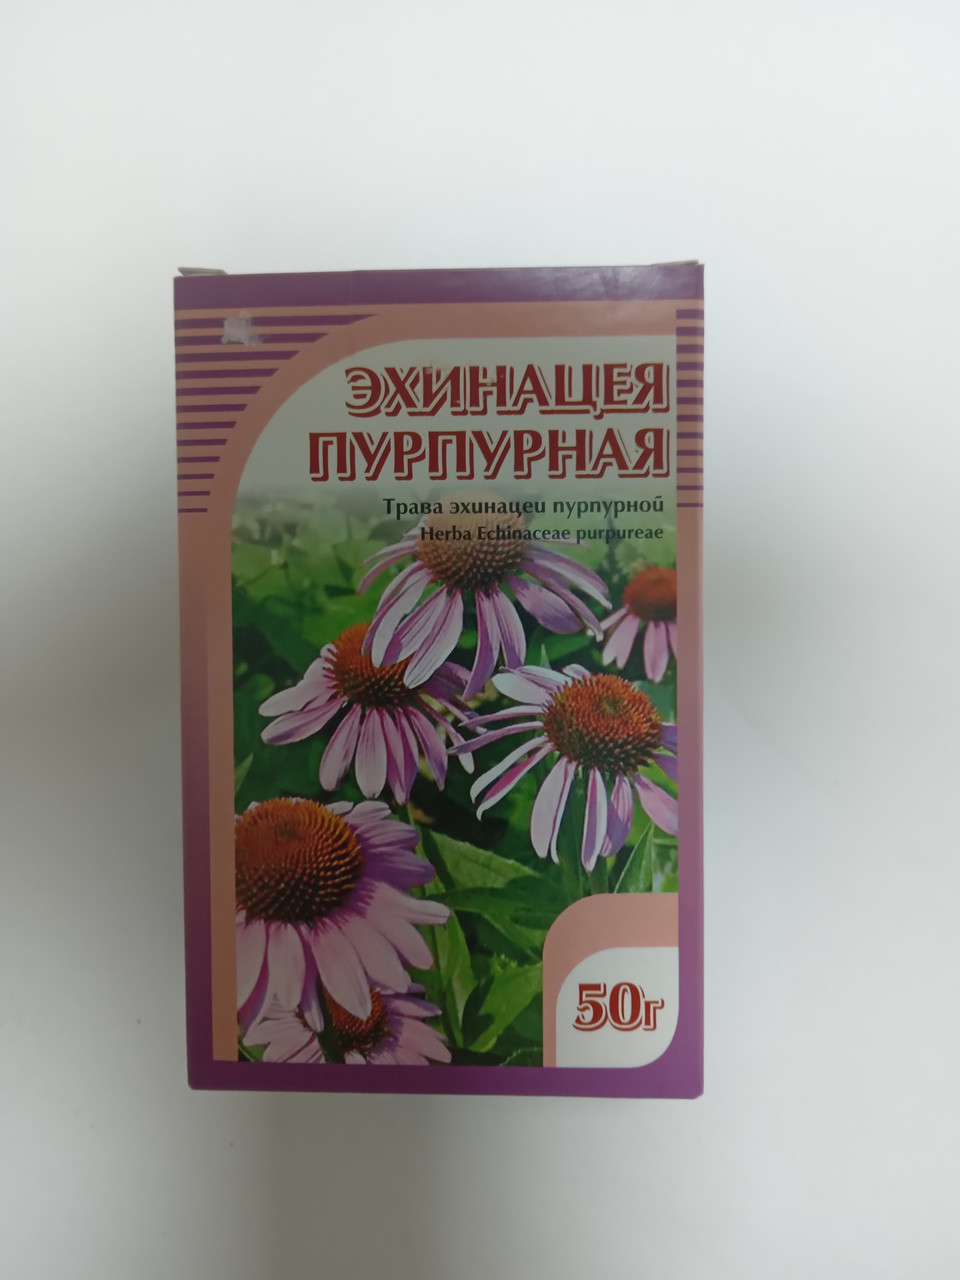 ЭХИНАЦЕЯ
ПУРПУРНАЯ
Трава эхинацеи пурпурной
Herba Echinaceae purpureae
50г